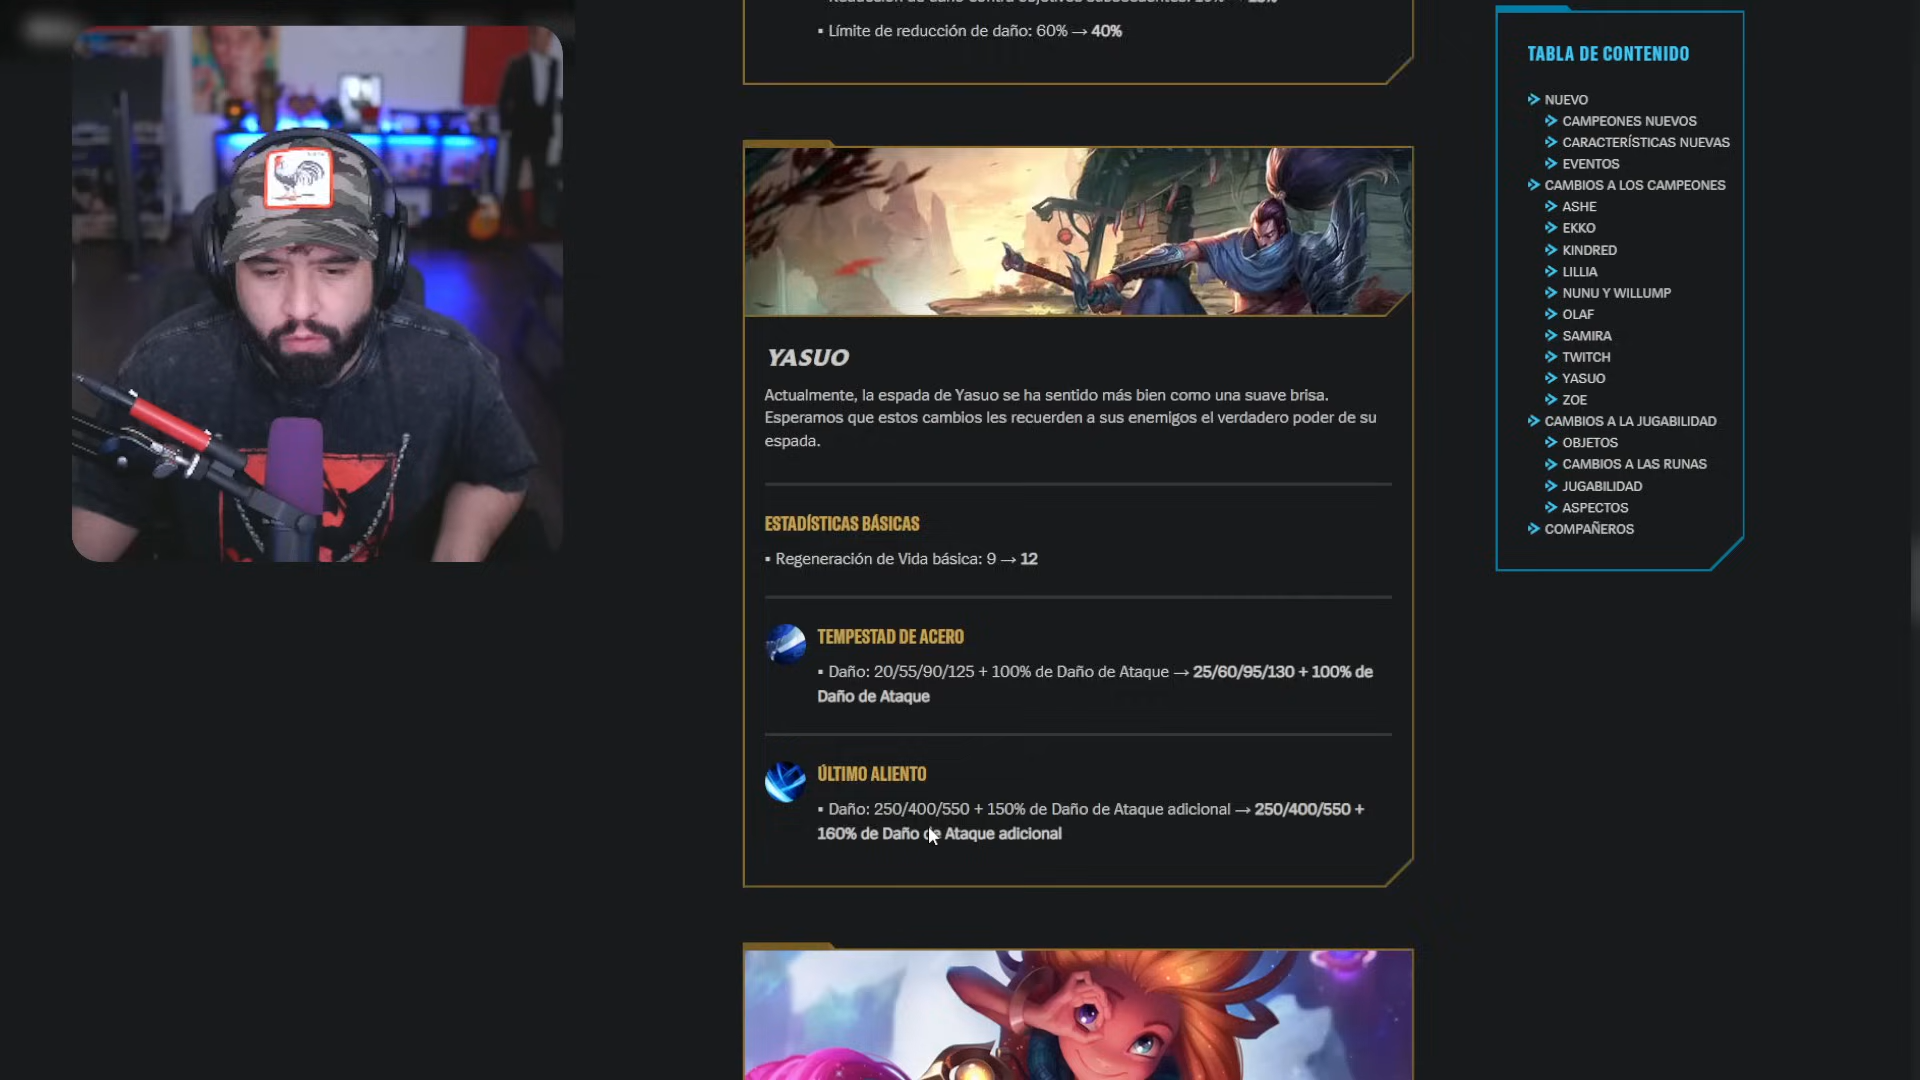 ▪ Límite de reducción de daño: 60% → 40%
YASUO
Actualmente, la espada de Yasuo se ha sentido más bien como una suave brisa.
Esperamos que estos cambios les recuerden a sus enemigos el verdadero poder de su
espada.
ESTADÍSTICAS BÁSICAS
▪ Regeneración de Vida básica: 9 → 12
TEMPESTAD DE ACERO
▪ Daño: 20/55/90/125 + 100% de Daño de Ataque → 25/60/95/130 + 100% de
Daño de Ataque
ÚLTIMO ALIENTO
▪ Daño: 250/400/550 + 150% de Daño de Ataque adicional → 250/400/550 +
160% de Daño de Ataque adicional
TABLA DE CONTENIDO
NUEVO
CAMPEONES NUEVOS
CARACTERÍSTICAS NUEVAS
EVENTOS
CAMBIOS A LOS CAMPEONES
ASHE
EKKO
KINDRED
LILLIA
NUNU Y WILLUMP
OLAF
SAMIRA
TWITCH
YASUO
ZOE
CAMBIOS A LA JUGABILIDAD
OBJETOS
CAMBIOS A LAS RUNAS
JUGABILIDAD
ASPECTOS
COMPAÑEROS